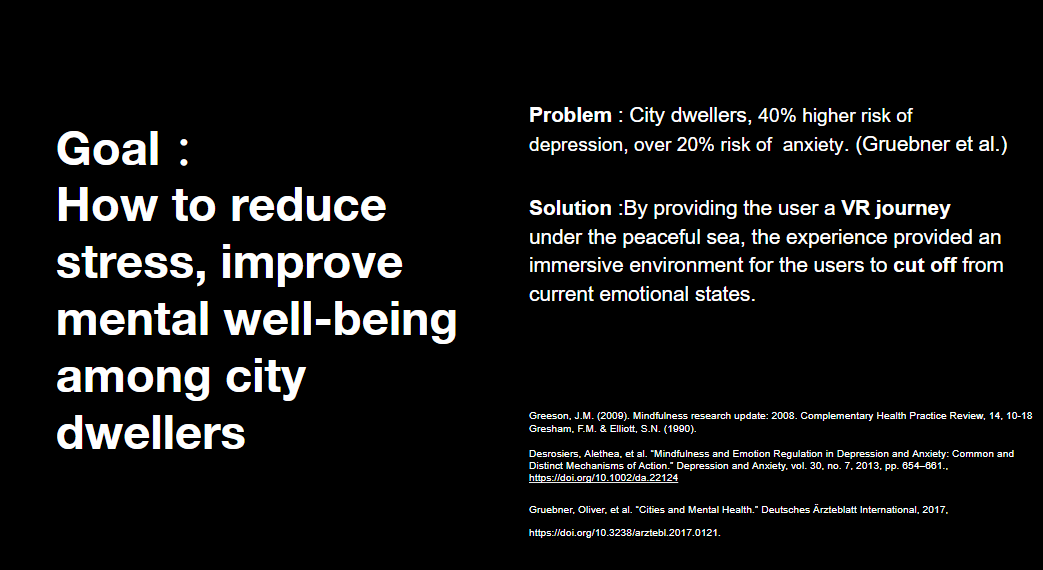 Goal :
How to reduce
stress, improve
mental well-being
among city
dwellers
Problem : City dwellers, 40% higher risk of
depression, over 20% risk of anxiety. (Gruebner et al.)
Solution :By providing the user a VR journey
under the peaceful sea, the experience provided an
immersive environment for the users to cut off from
current emotional states.
Greeson, J.M. (2009). Mindfulness research update: 2008. Complementary Health Practice Review, 14, 10-18
Gresham, F.M. & Elliott, S.N. (1990).
Desrosiers, Alethea, et al. “Mindfulness and Emotion Regulation in Depression and Anxiety: Common and
Distinct Mechanisms of Action.” Depression and Anxiety, vol. 30, no. 7, 2013, pp. 654–661.,
https://doi.org/10.1002/da.22124
Gruebner, Oliver, et al. “Cities and Mental Health.” Deutsches Ärzteblatt International, 2017,
https://doi.org/10.3238/arztebl.2017.0121.